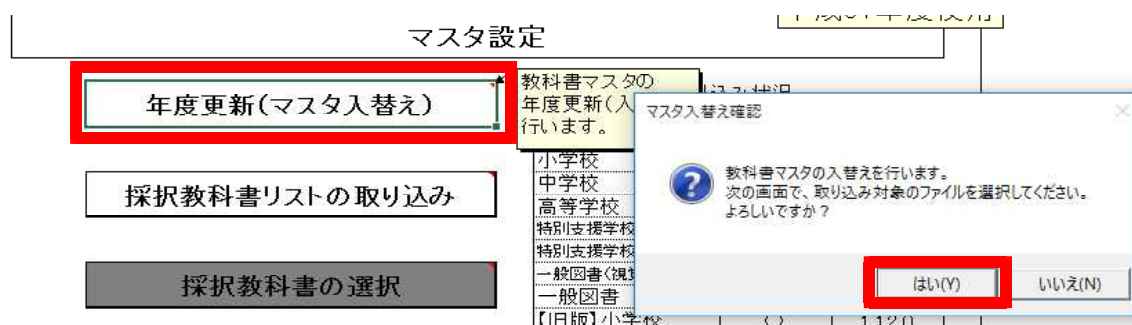 マスタ設定
年度更新(マスタ入替え)
教科書マスタの
年度更新(入
行います。
マスタ入替え確認
教科書マスタの入替えを行います。
次の画面で、取り込み対象のファイルを選択してください。
よろしいですか？
はい(Y)
いいえ(N)
採択教科書リストの取り込み
採択教科書の選択
小学校
中学校
高等学校
特別支援学校
特別支援学校
一般図書(視覚
一般図書
【旧版】小学校 〇 1,120